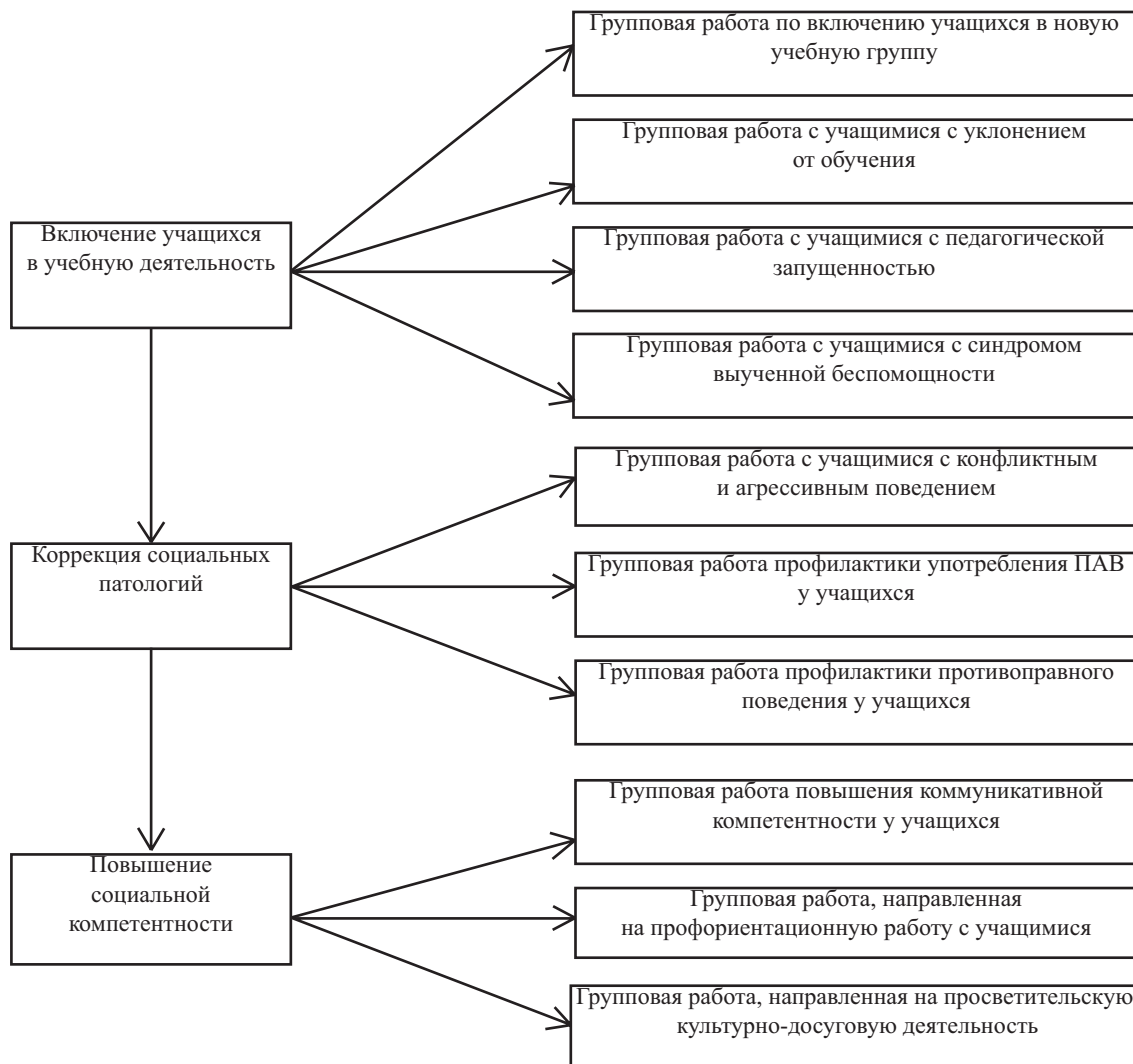 Групповая работа по включению учащихся в новую
учебную группу
Групповая работа с учащимися с уклонением
от обучения
Включение учащихся
в учебную деятельность
Групповая работа с учащимися с педагогической
запущенностью
Групповая работа с учащимися с синдромом
выученной беспомощности
Групповая работа с учащимися с конфликтным
и агрессивным поведением
Коррекция социальных
патологий
Групповая работа профилактики употребления ПАВ
у учащихся
Групповая работа профилактики противоправного
поведения у учащихся
Групповая работа повышения коммуникативной
компетентности у учащихся
Повышение
социальной
компетентности
Групповая работа, направленная
на профориентационную работу с учащимися
Групповая работа, направленная на просветительскую
культурно-досуговую деятельность